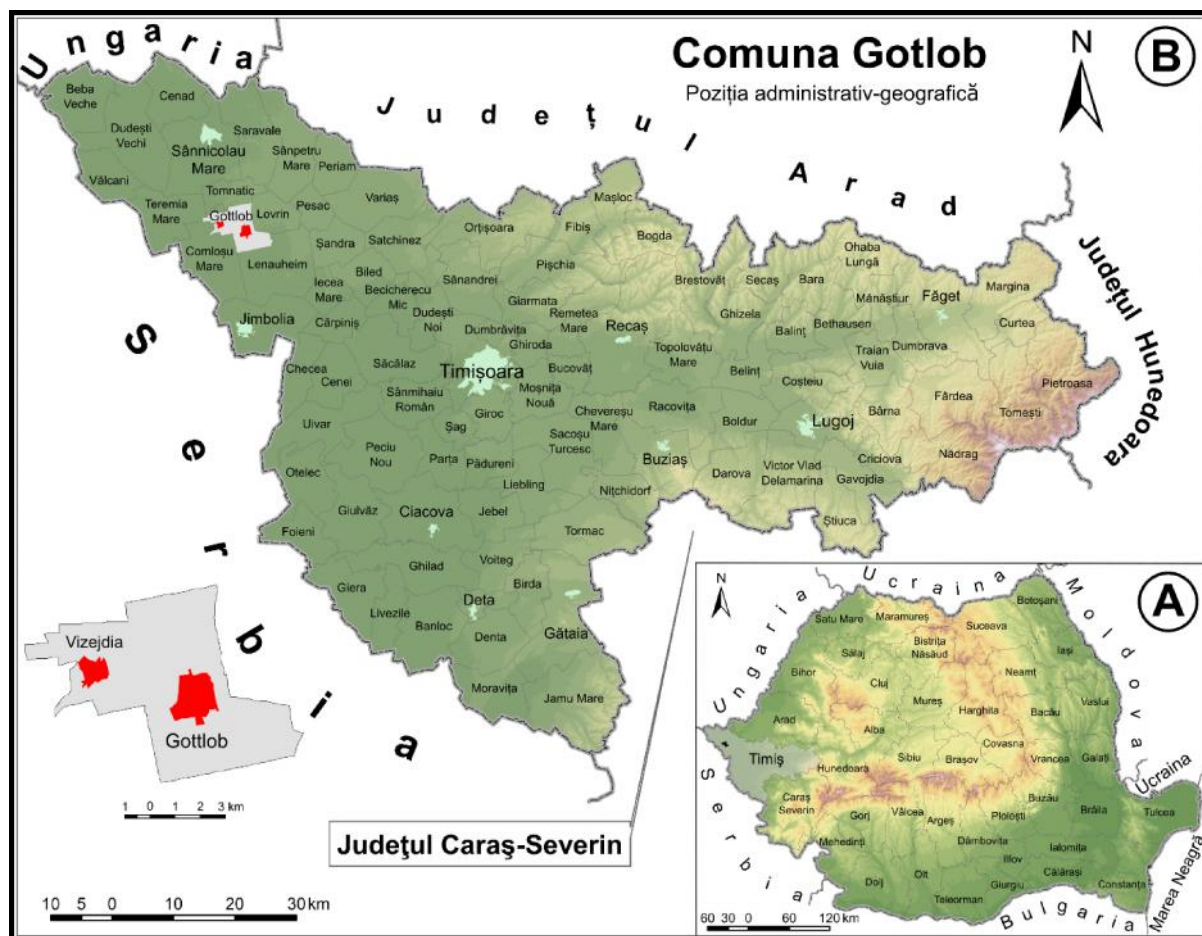 Ungaria
Comuna Gotlob
Poziția administrativ-geografică
N
B
Județul Arad
Județul Hunedoara
Serbia
Beba
Veche
Cenad
Dudești
Vechi
Saravale
Sânnicolau
Mare
Sânpetru
Mare
Periam
Vălcani
Tomnatic
Teremia
Mare
Gottlob
Lovrin
Pesac
Variaș
Comloșu
Mare
Lenauheim
Șandra
Satchinez
Orțișoara
Fibiș
Mașloc
Bogda
Pișchia
Iecea
Mare
Biled
Becicherecu
Mic
Sânandrei
Brestovăț
Secaș
Bara
Ohaba
Lungă
Margina
Mănăștiur
Făget
Curtea
Jimbolia
Cărpiniș
Dudești
Noi
Giarmata
Dumbrăvița
Ghiroda
Remetea
Mare
Recaș
Ghizela
Balinț
Bethausen
Topolovățu
Mare
Traian
Vuia
Dumbrava
Checea
Cenei
Săcălaz
Timișoara
Bucovăț
Belinț
Coșteiu
Pietroasa
Sânmihaiu
Român
Moșnița
Nouă
Fârdea
Tomești
Uivar
Șag
Giroc
Chevereșu
Mare
Racovița
Boldur
Lugoj
Bârna
Peciu
Nou
Parța
Pădureni
Sacoșu
Turcesc
Buziaș
Nădrag
Otelec
Liebling
Nițchidorf
Darova
Victor Vlad
Delamarina
Criciova
Gavojdia
Giulvăz
Ciacova
Jebel
Știuca
Foieni
Tormac
Ghilad
Voiteg
Giera
Birda
Livezile
Banloc
Deta
Denta
Gătaia
Moravița
Jamu Mare
Vizejdia
Gottlob
1 0 1 2 3 km
Județul Caraș-Severin
10 5 0 10 20 30 km
N
A
Ucraina
Moldova
Ungaria
Serbia
Bulgaria
Ucraina
Marea Neagră
Satu Mare
Maramureș
Botoșani
Suceava
Bistrița
Năsăud
Sălaj
Iași
Bihor
Cluj
Neamț
Mureș
Harghita
Bacău
Vaslui
Arad
Alba
Covasna
Timiș
Hunedoara
Sibiu
Brașov
Vrancea
Galați
Caraș
Severin
Gorj
Vâlcea
Argeș
Ploiești
Buzău
Brăila
Tulcea
Mehedinți
Dâmbovița
Ialomița
Ilfov
Călărași
Dolj
Olt
Giurgiu
Constanța
Teleorman
60 30 0 60 120 km